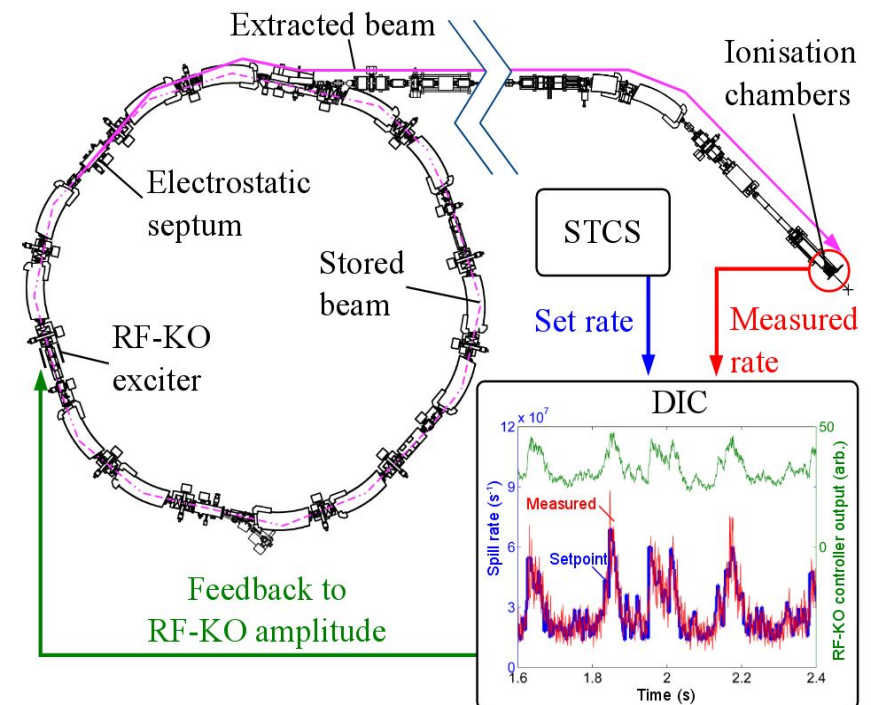 Extracted beam
Ionisation
chambers
Electrostatic
septum
STCS
Stored
beam
Set rate
Measured
rate
RF-KO
exciter
DIC
12 x 10⁷
9
6
3
0
Spill rate (s⁻¹)
Measured
Setpoint
50
0
RF-KO controller output (arb.)
1.6
1.8
2
2.2
2.4
Time (s)
Feedback to
RF-KO amplitude